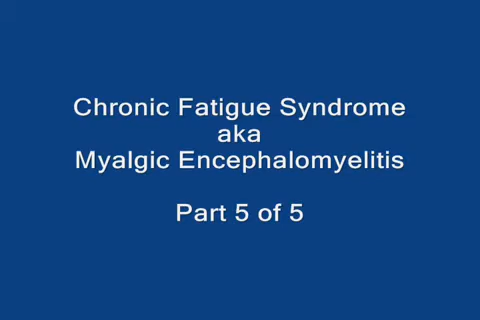 Chronic Fatigue Syndrome
aka
Myalgic Encephalomyelitis
Part 5 of 5